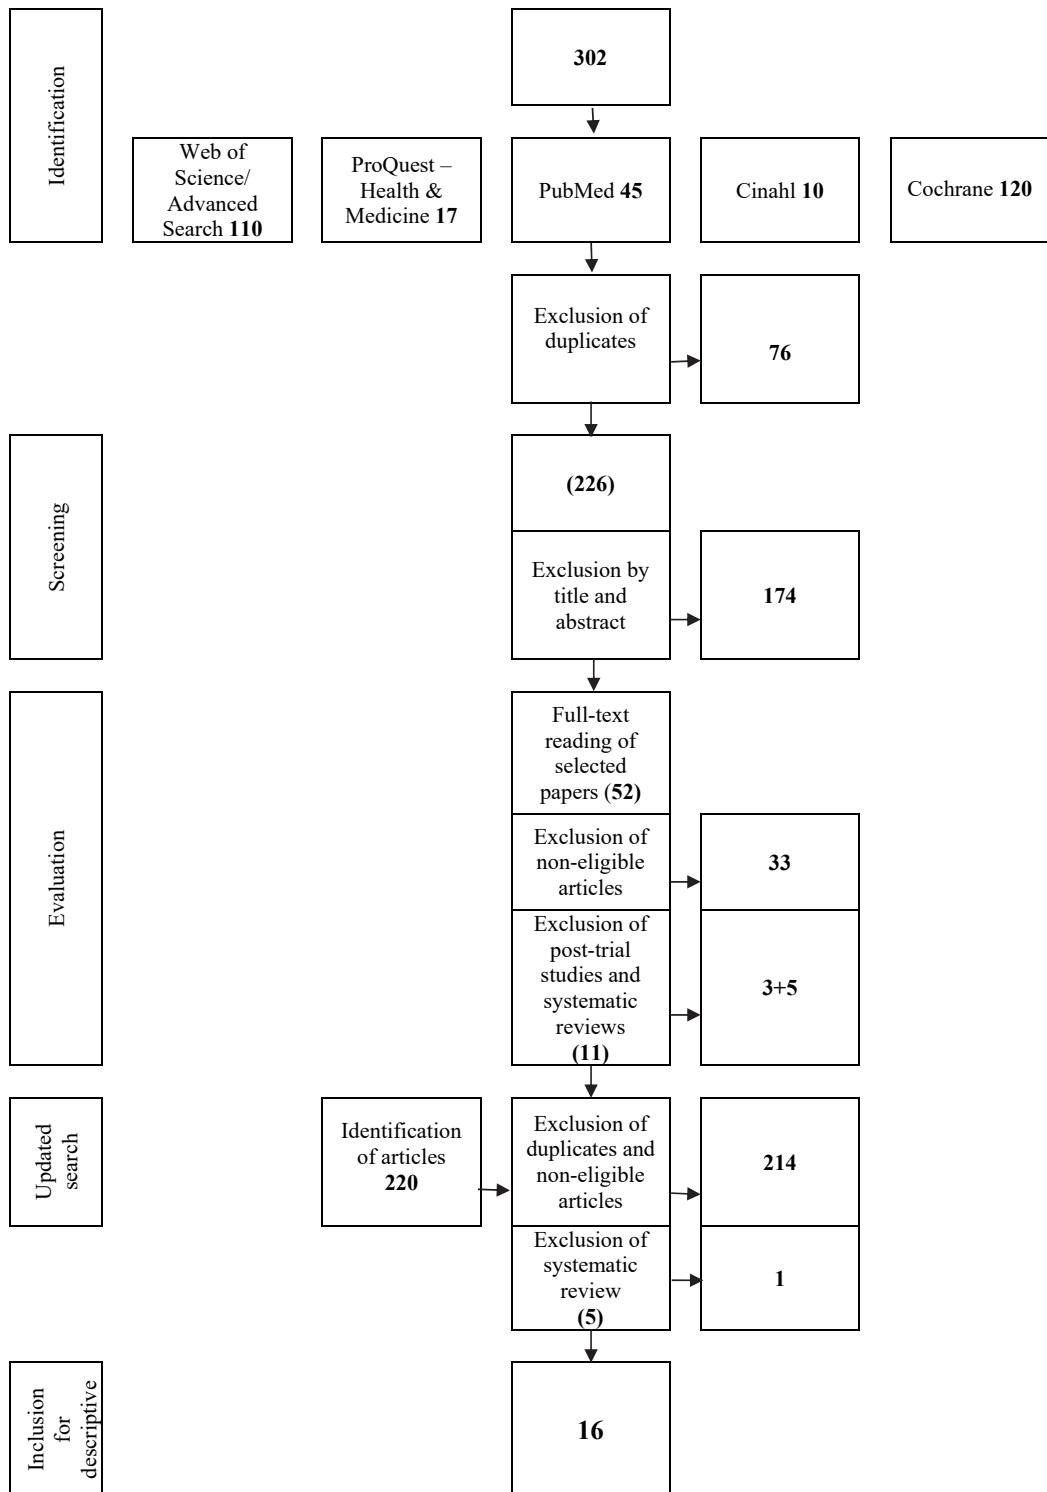 Identification
302
Web of
Science/
Advanced
Search 110
ProQuest –
Health &
Medicine 17
PubMed 45
Cinahl 10
Cochrane 120
Exclusion of
duplicates
76
Screening
(226)
Exclusion by
title and
abstract
174
Evaluation
Full-text
reading of
selected
papers (52)
Exclusion of
non-eligible
articles
33
Exclusion of
post-trial
studies and
systematic
reviews
(11)
3+5
Updated
search
Identification
of articles
220
Exclusion of
duplicates and
non-eligible
articles
214
Exclusion of
systematic
review
(5)
1
Inclusion
for
descriptive
16